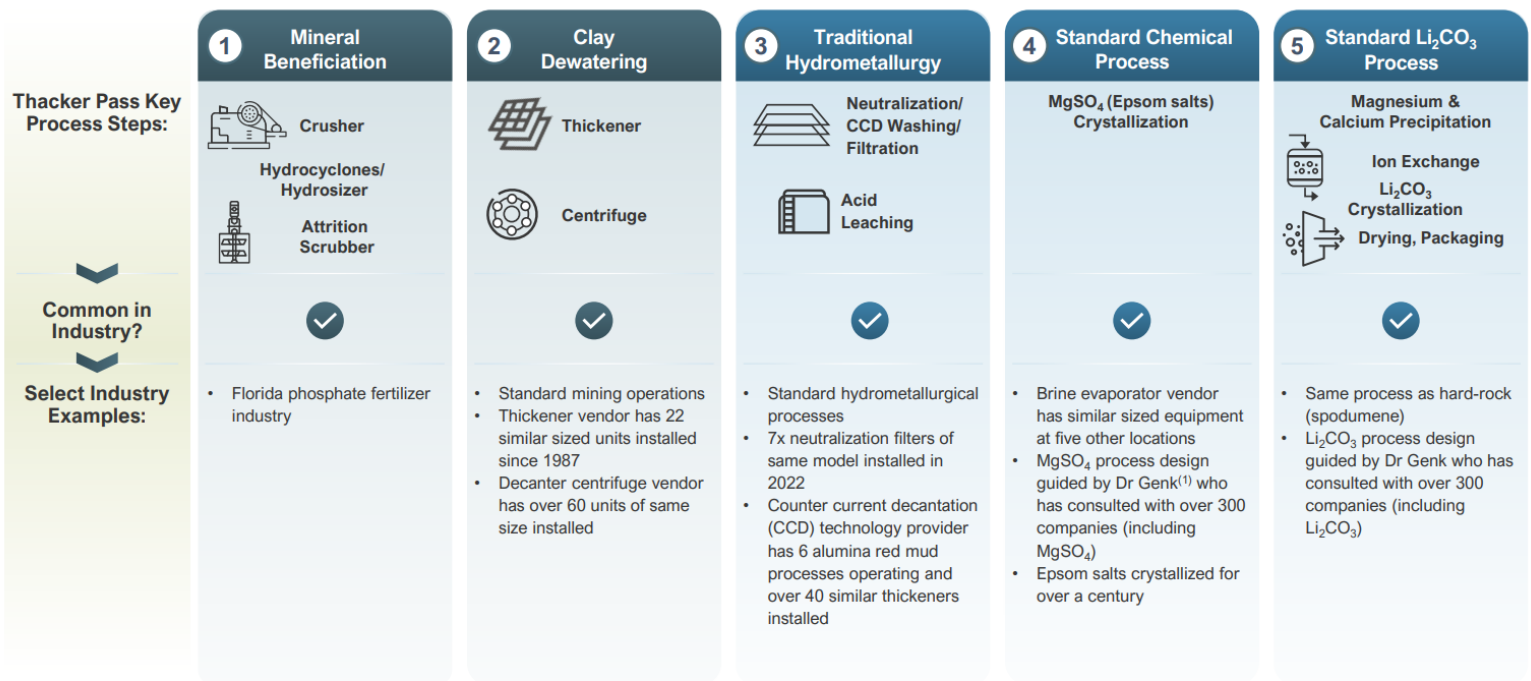 1
Mineral
Beneficiation
2
Clay
Dewatering
3
Traditional
Hydrometallurgy
4
Standard Chemical
Process
5
Standard Li₂CO₃
Process
Thacker Pass Key
Process Steps:
Crusher
Hydrocyclones/
Hydrosizer
Attrition
Scrubber
Thickener
Centrifuge
Neutralization/
CCD Washing/
Filtration
Acid
Leaching
MgSO₄ (Epsom salts)
Crystallization
Magnesium &
Calcium Precipitation
Ion Exchange
Li₂CO₃
Crystallization
Drying, Packaging
Common in
Industry?
Select Industry
Examples:
• Florida phosphate fertilizer
industry
• Standard mining operations
• Thickener vendor has 22
similar sized units installed
since 1987
• Decanter centrifuge vendor
has over 60 units of same
size installed
• Standard hydrometallurgical
processes
• 7x neutralization filters of
same model installed in
2022
• Counter current decantation
(CCD) technology provider
has 6 alumina red mud
processes operating and
over 40 similar thickeners
installed
• Brine evaporator vendor
has similar sized equipment
at five other locations
• MgSO₄ process design
guided by Dr Genk⁽¹⁾ who
has consulted with over 300
companies (including
MgSO₄)
• Epsom salts crystallized for
over a century
• Same process as hard-rock
(spodumene)
• Li₂CO₃ process design
guided by Dr Genk who has
consulted with over 300
companies (including
Li₂CO₃)